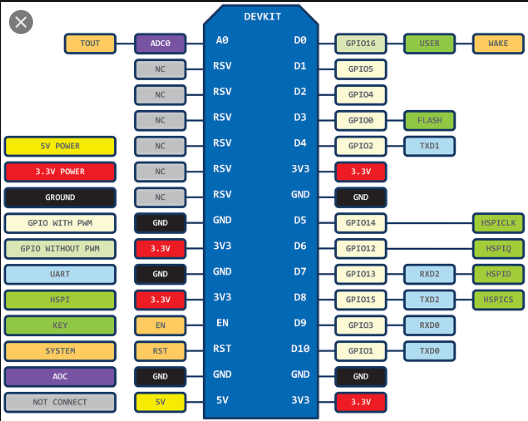 DEVKIT
TOUT ADC0 A0 D0 GPIO16 USER WAKE
NC RSV D1 GPIO5
NC RSV D2 GPIO4
NC RSV D3 GPIO0 FLASH
5V POWER NC RSV D4 GPIO2 TXD1
3.3V POWER NC RSV 3V3 3.3V
GROUND NC RSV GND GND
GPIO WITH PWM GND GND D5 GPIO14 HSPICLK
GPIO WITHOUT PWM 3.3V 3V3 D6 GPIO12 HSPIQ
UART GND GND D7 GPIO13 RXD2 HSPID
HSPI 3.3V 3V3 D8 GPIO15 TXD2 HSPICS
KEY EN EN D9 GPIO3 RXD0
SYSTEM RST RST D10 GPIO1 TXD0
ADC GND GND GND GND
NOT CONNECT 5V 5V 3V3 3.3V